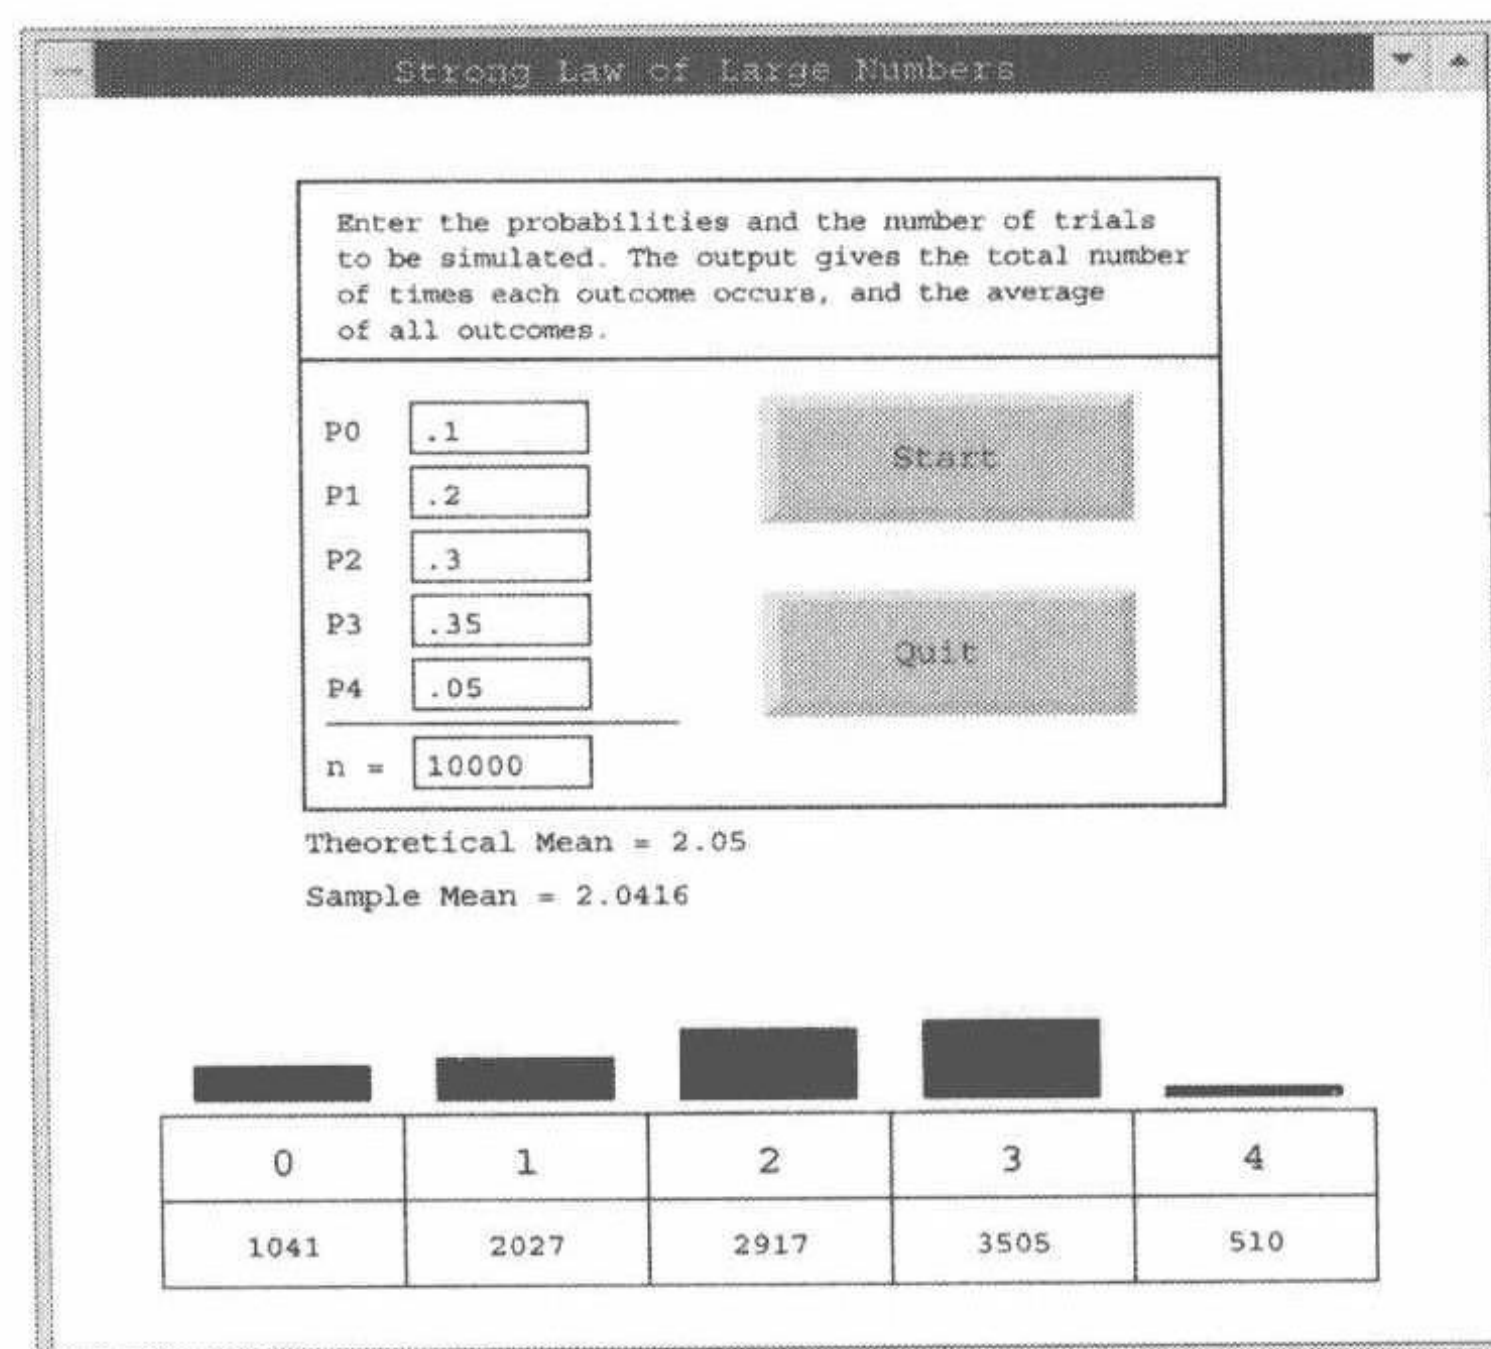 Strong Law of Large Numbers
Enter the probabilities and the number of trials
to be simulated. The output gives the total number
of times each outcome occurs, and the average
of all outcomes.
P0 .1
Start
P1 .2
P2 .3
P3 .35
Quit
P4 .05
n = 10000
Theoretical Mean = 2.05
Sample Mean = 2.0416
0 1 2 3 4
1041 2027 2917 3505 510